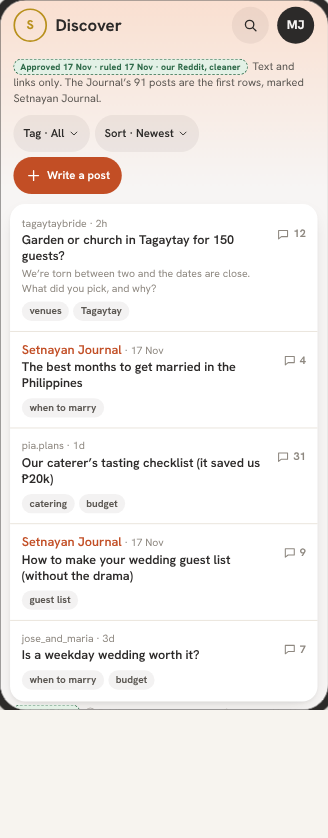 S
Discover
MJ
Approved 17 Nov · ruled 17 Nov · our Reddit, cleaner Text and
links only. The Journal's 91 posts are the first rows, marked
Setnayan Journal.
Tag · All
Sort · Newest
+ Write a post
tagaytaybride · 2h
Garden or church in Tagaytay for 150
guests?
12
We're torn between two and the dates are close.
What did you pick, and why?
venues
Tagaytay
Setnayan Journal · 17 Nov
The best months to get married in the
Philippines
4
when to marry
pia.plans · 1d
Our caterer's tasting checklist (it saved us
P20k)
31
catering
budget
Setnayan Journal · 17 Nov
How to make your wedding guest list
(without the drama)
9
guest list
jose_and_maria · 3d
Is a weekday wedding worth it?
7
when to marry
budget